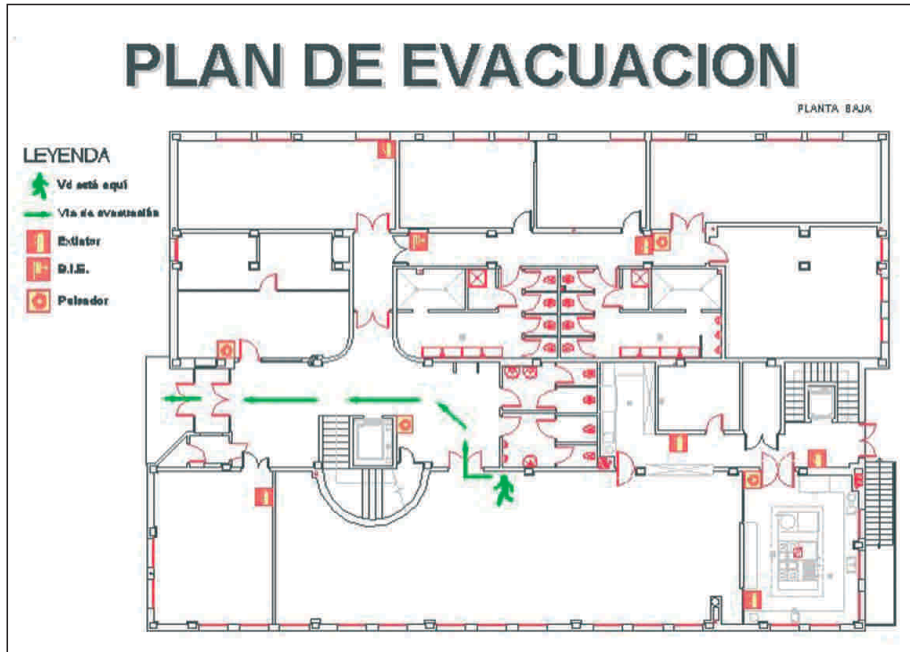 PLAN DE EVACUACION
PLANTA BAJA
LEYENDA
Vd está aquí
Vía de evacuación
Extintor
B.I.E.
Pulsador